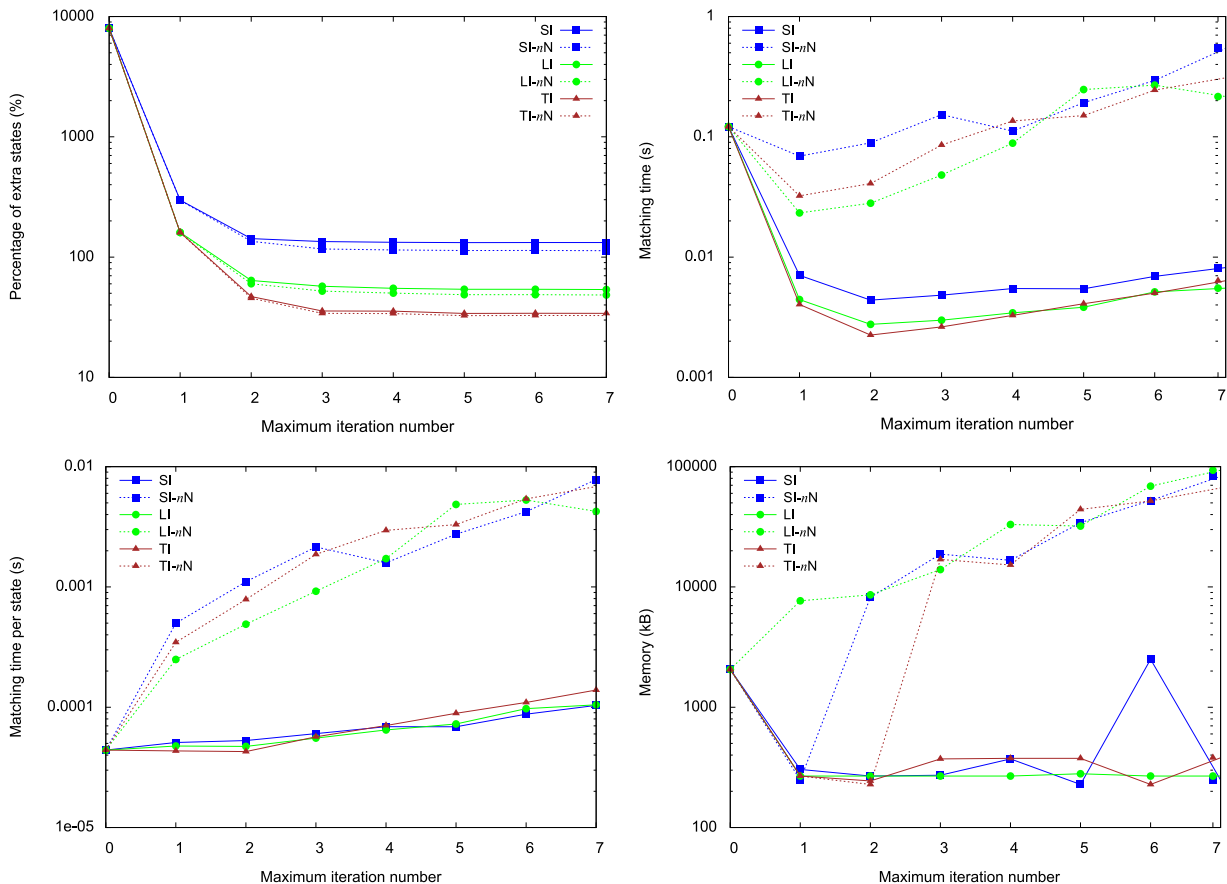 10000
1000
100
10
Percentage of extra states (%)
SI
SI-nN
LI
LI-nN
TI
TI-nN
0 1 2 3 4 5 6 7
Maximum iteration number
1
0.1
0.01
0.001
Matching time (s)
SI
SI-nN
LI
LI-nN
TI
TI-nN
0 1 2 3 4 5 6 7
Maximum iteration number
0.01
0.001
0.0001
1e-05
Matching time per state (s)
SI
SI-nN
LI
LI-nN
TI
TI-nN
0 1 2 3 4 5 6 7
Maximum iteration number
100000
10000
1000
100
Memory (kB)
SI
SI-nN
LI
LI-nN
TI
TI-nN
0 1 2 3 4 5 6 7
Maximum iteration number